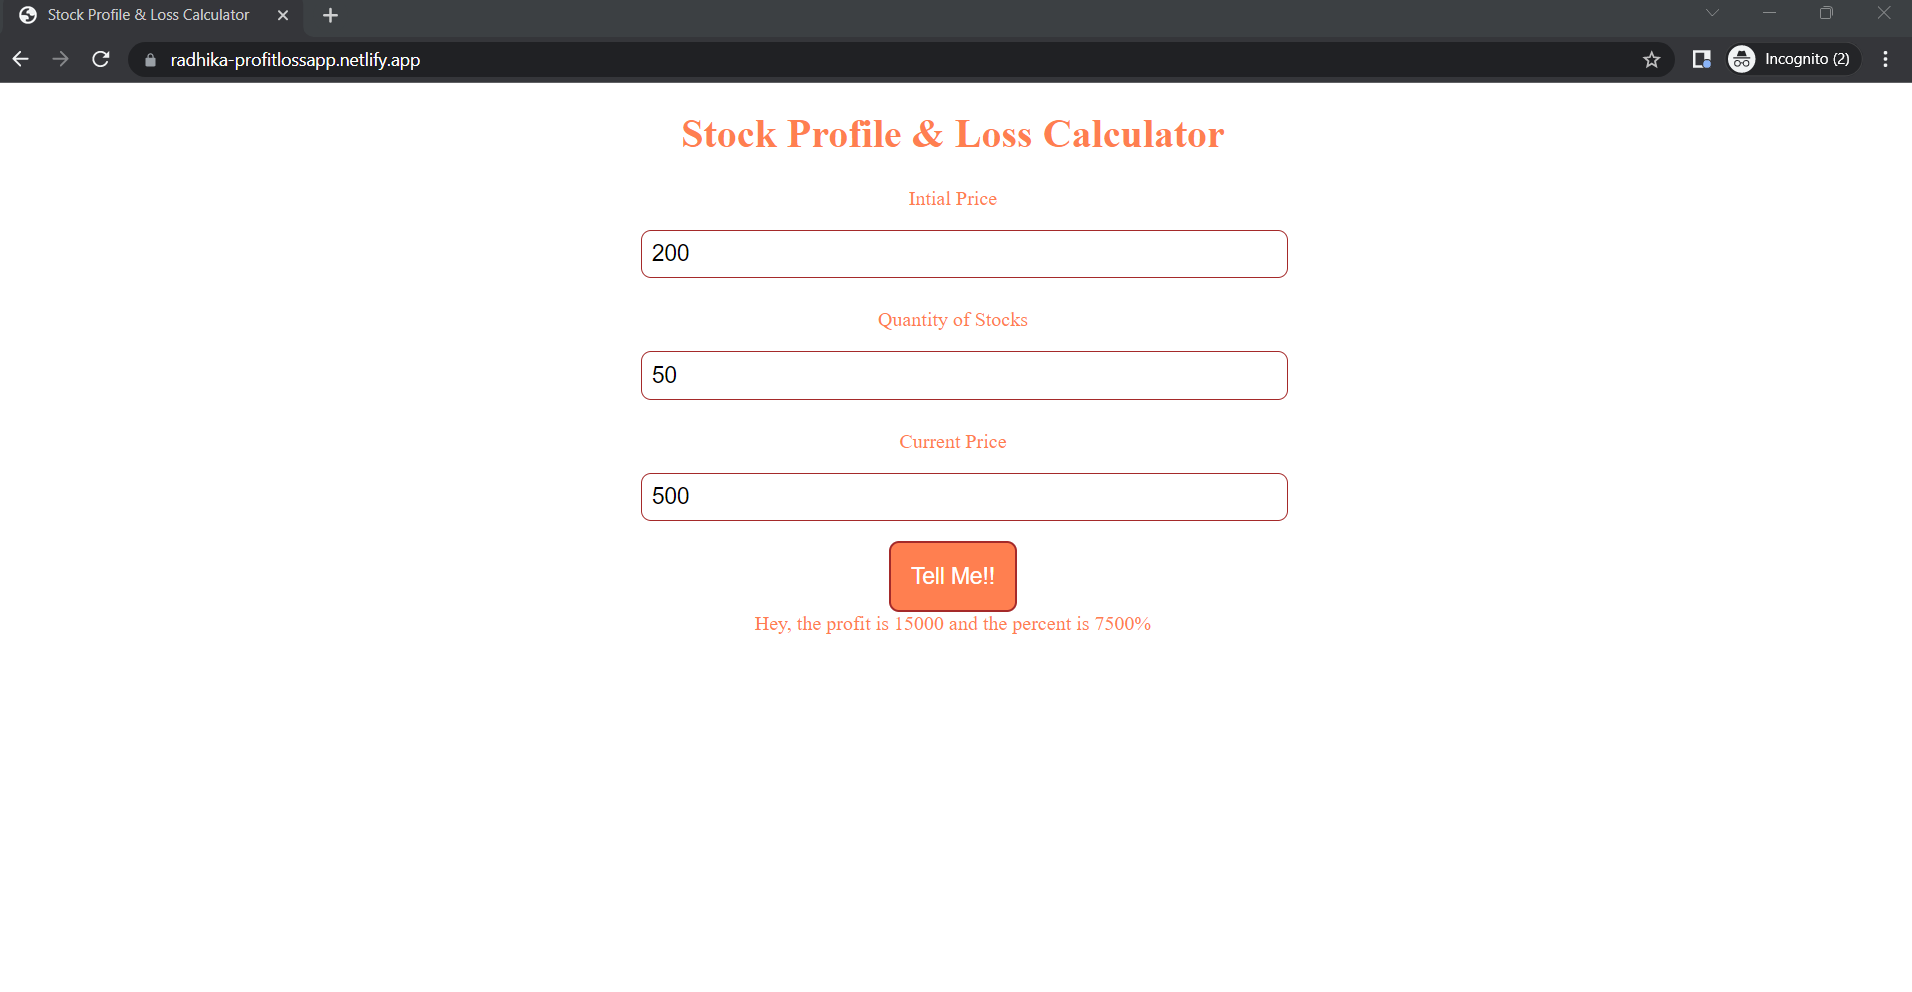 Stock Profile & Loss Calculator
radhika-profitlossapp.netlify.app
Incognito (2)
Stock Profile & Loss Calculator
Intial Price
200
Quantity of Stocks
50
Current Price
500
Tell Me!!
Hey, the profit is 15000 and the percent is 7500%